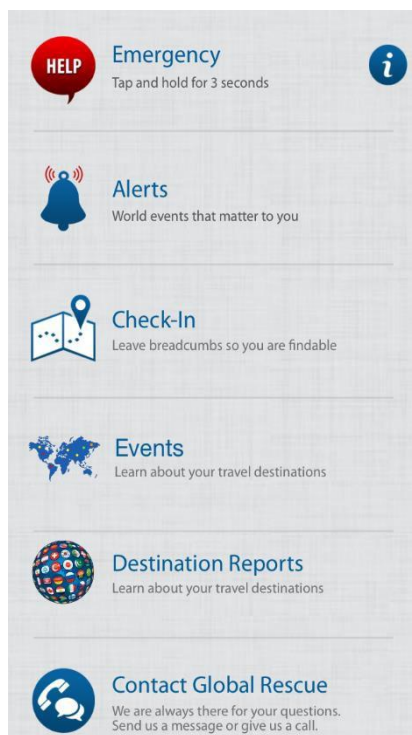 HELP
Emergency
Tap and hold for 3 seconds
i
Alerts
World events that matter to you
Check-In
Leave breadcumbs so you are findable
Events
Learn about your travel destinations
Destination Reports
Learn about your travel destinations
Contact Global Rescue
We are always there for your questions.
Send us a message or give us a call.